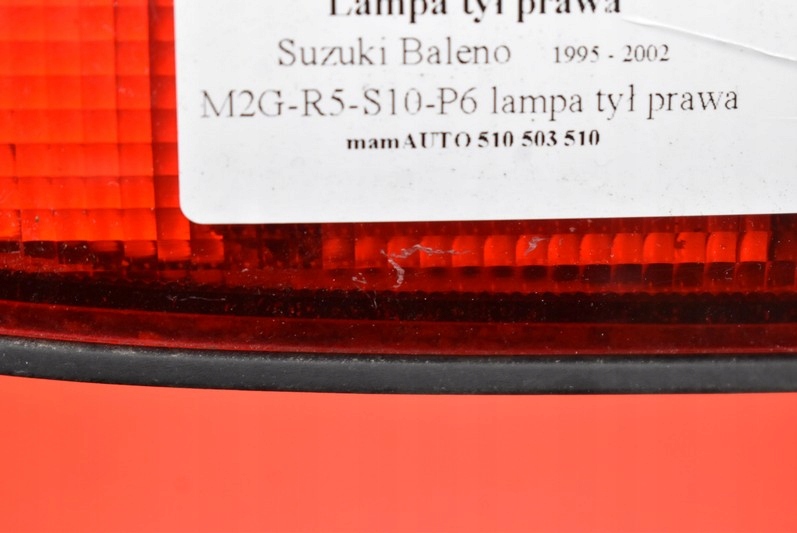 Lampa tył prawa
Suzuki Baleno 1995 - 2002
M2G-R5-S10-P6 lampa tył prawa
mamAUTO 510 503 510